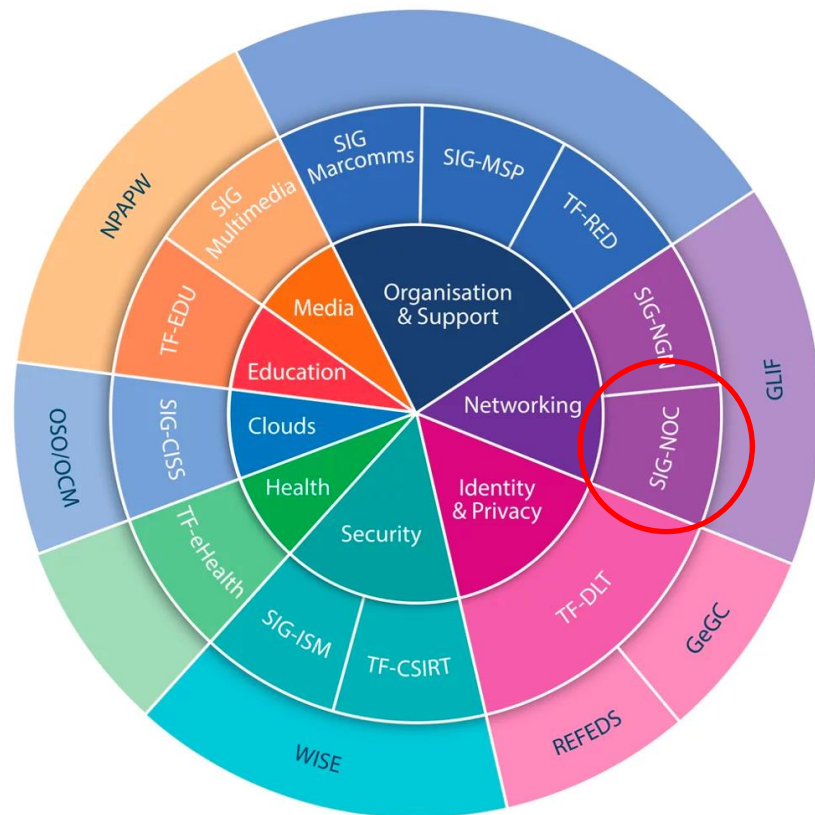 NPAPW
SIG
Multimedia
SIG
Marcomms
SIG-MSP
TF-RED
SIG-NGN
GLIF
SIG-NOC
TF-EDU
Media
Organisation
& Support
Education
Networking
Clouds
SIG-CISS
OSO/OCM
Health
Identity
& Privacy
Security
TF-eHealth
TF-DLT
GeGC
SIG-ISM
TF-CSIRT
REFEDS
WISE